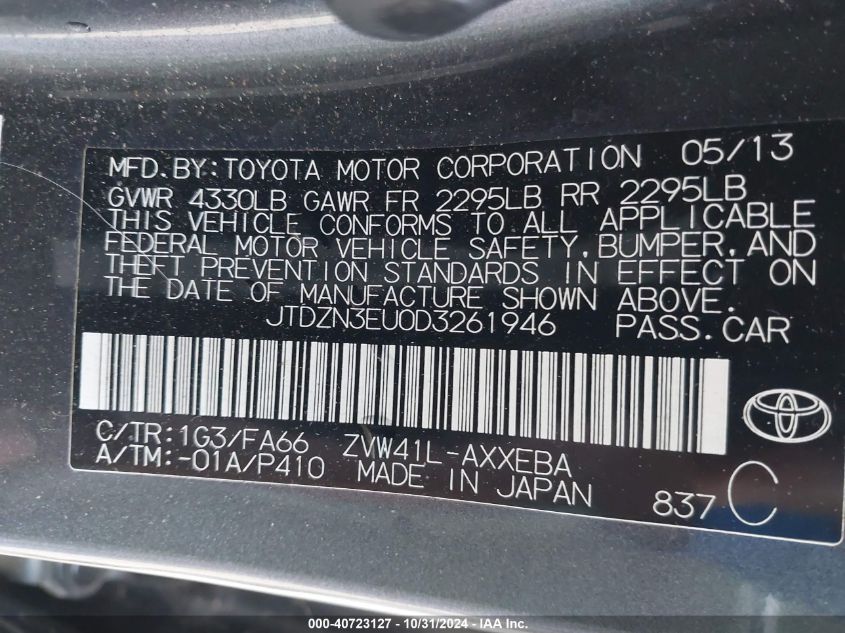 MFD.BY:TOYOTA MOTOR CORPORATION 05/13
GVWR 4330LB GAWR FR 2295LB RR 2295LB
THIS VEHICLE CONFORMS TO ALL APPLICABLE
FEDERAL MOTOR VEHICLE SAFETY,BUMPER,AND
THEFT PREVENTION STANDARDS IN EFFECT ON
THE DATE OF MANUFACTURE SHOWN ABOVE.
JTDZN3EU0D3261946 PASS.CAR
C/TR:1G3/FA66 ZVW41L-AXXEBA
A/TM:-01A/P410 MADE IN JAPAN
837 C
000-40723127 - 10/31/2024 - IAA Inc.